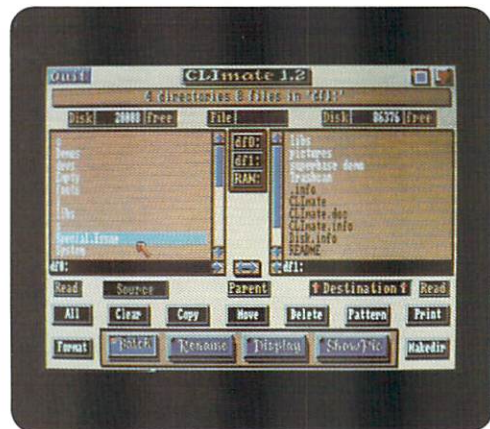 Quit CLImate 1.2
4 directories 8 files in 'df1:'
Disk 20088 free File Disk 86376 free
c
Demos
devs
Empty
fonts
l
libs
s
Special.Issue
System
df0:
df0:
df1:
RAM:
libs
pictures
superbase demo
Trashcan
.info
CLImate
CLImate.doc
CLImate.info
Disk.info
README
df1:
Read Source Parent Destination Read
All Clear Copy Move Delete Pattern Print
Format Rename Display ShowPic Makedir